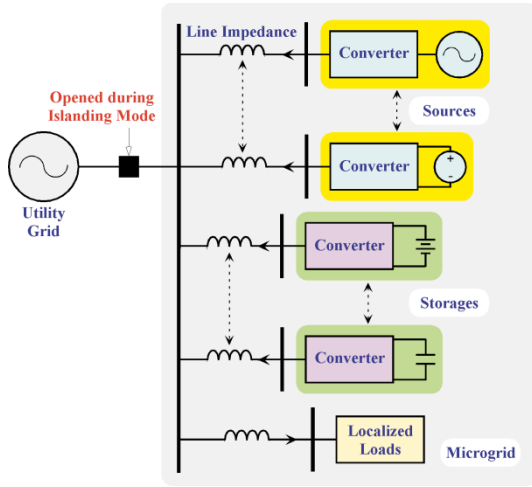 Line Impedance
Converter
Opened during
Islanding Mode
Sources
Converter
+
-
Utility
Grid
Converter
Storages
Converter
Localized
Loads
Microgrid